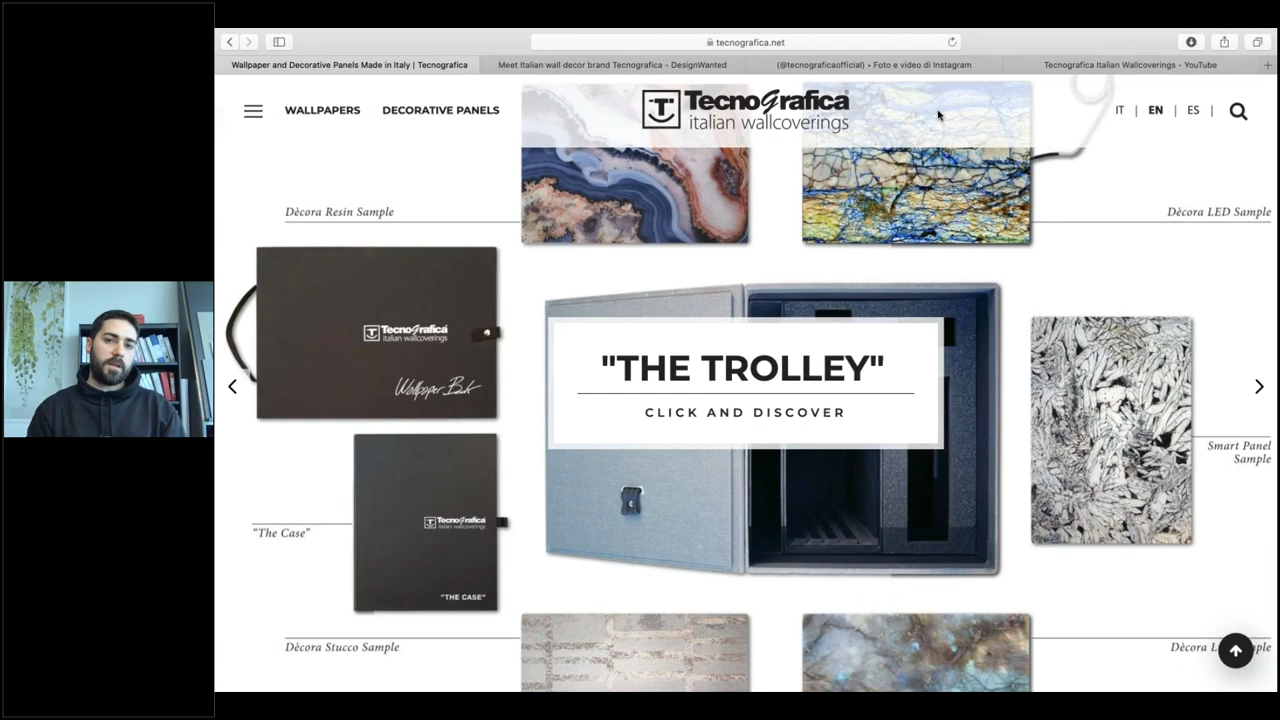 tecnografica.net
Wallpaper and Decorative Panels Made in Italy | Tecnografica
Meet Italian wall decor brand Tecnografica - DesignWanted
(@tecnograficaofficial) • Foto e video di Instagram
Tecnografica Italian Wallcoverings - YouTube
WALLPAPERS
DECORATIVE PANELS
TecnoGrafica
italian wallcoverings
IT | EN | ES |
Dècora Resin Sample
Dècora LED Sample
TecnoGrafica
italian wallcoverings
Wallpaper Book
"THE TROLLEY"
CLICK AND DISCOVER
Smart Panel
Sample
"The Case"
TecnoGrafica
italian wallcoverings
"THE CASE"
Dècora Stucco Sample
Dècora